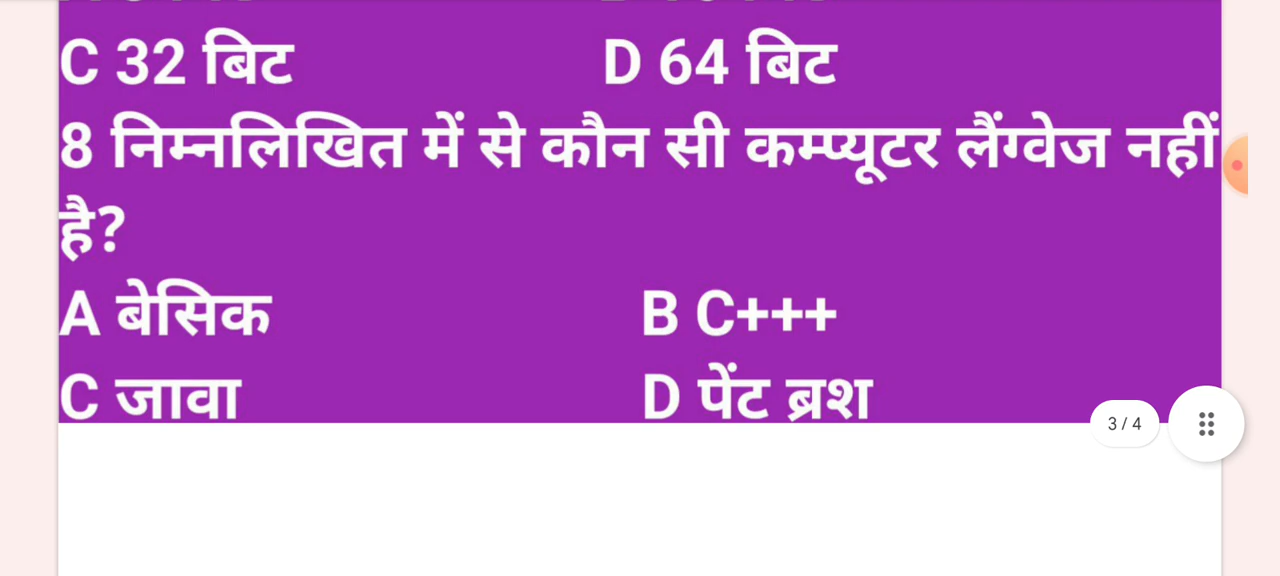 C 32 बिट D 64 बिट
8 निम्नलिखित में से कौन सी कम्प्यूटर लैंग्वेज नहीं
है?
A बेसिक B C+++
C जावा D पेंट ब्रश
3 / 4